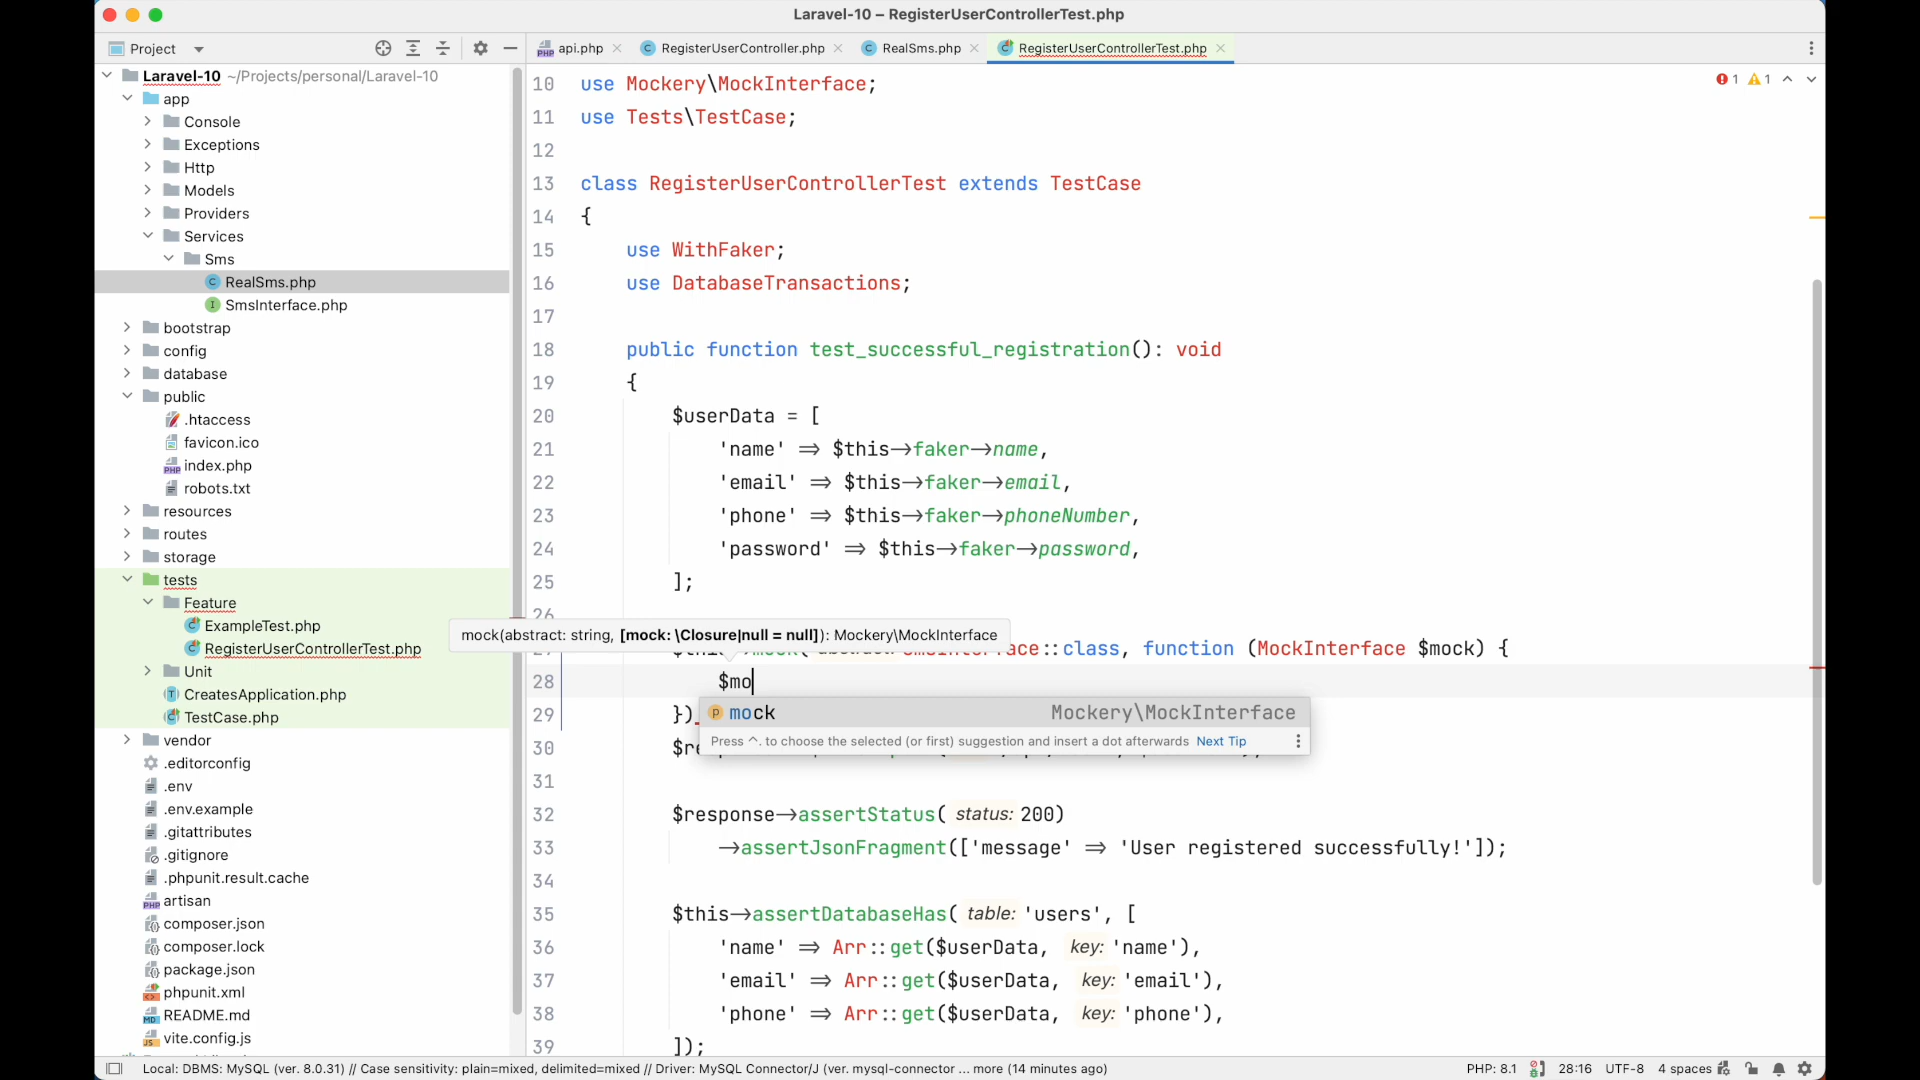 Laravel-10 – RegisterUserControllerTest.php
Project
api.php
RegisterUserController.php
RealSms.php
RegisterUserControllerTest.php
Laravel-10 ~/Projects/personal/Laravel-10
app
Console
Exceptions
Http
Models
Providers
Services
Sms
RealSms.php
SmsInterface.php
bootstrap
config
database
public
.htaccess
favicon.ico
index.php
robots.txt
resources
routes
storage
tests
Feature
ExampleTest.php
RegisterUserControllerTest.php
Unit
CreatesApplication.php
TestCase.php
vendor
.editorconfig
.env
.env.example
.gitattributes
.gitignore
.phpunit.result.cache
artisan
composer.json
composer.lock
package.json
phpunit.xml
README.md
vite.config.js
1 1
10 use Mockery\MockInterface;
11 use Tests\TestCase;
12
13 class RegisterUserControllerTest extends TestCase
14 {
15 use WithFaker;
16 use DatabaseTransactions;
17
18 public function test_successful_registration(): void
19 {
20 $userData = [
21 'name' => $this->faker->name,
22 'email' => $this->faker->email,
23 'phone' => $this->faker->phoneNumber,
24 'password' => $this->faker->password,
25 ];
26
mock(abstract: string, [mock: \Closure|null = null]): Mockery\MockInterface
::class, function (MockInterface $mock) {
28 $mo
mock Mockery\MockInterface
29 })
Press ^. to choose the selected (or first) suggestion and insert a dot afterwards Next Tip
30
31
32 $response->assertStatus( status: 200)
33 ->assertJsonFragment(['message' => 'User registered successfully!']);
34
35 $this->assertDatabaseHas( table: 'users', [
36 'name' => Arr::get($userData, key: 'name'),
37 'email' => Arr::get($userData, key: 'email'),
38 'phone' => Arr::get($userData, key: 'phone'),
39 ]);
Local: DBMS: MySQL (ver. 8.0.31) // Case sensitivity: plain=mixed, delimited=mixed // Driver: MySQL Connector/J (ver. mysql-connector ... more (14 minutes ago)
PHP: 8.1 28:16 UTF-8 4 spaces